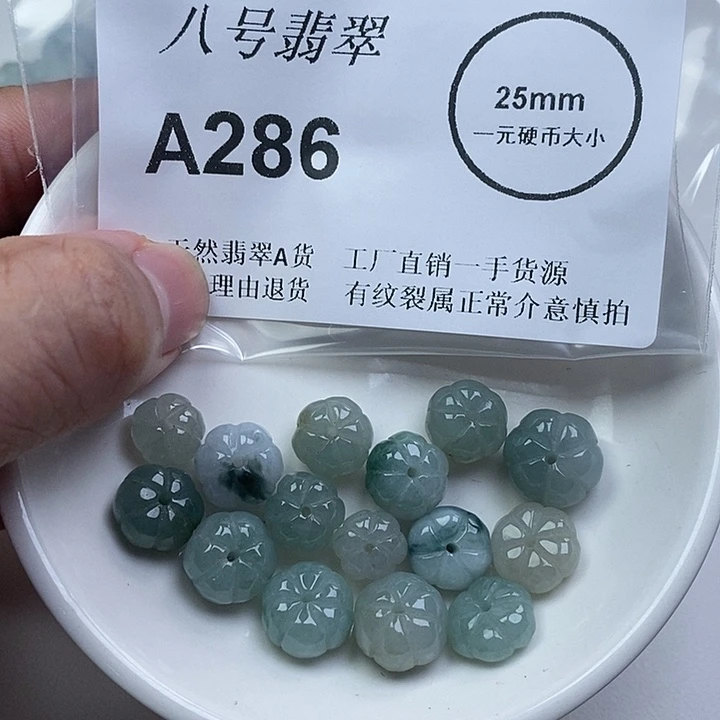 八号翡翠
A286
25mm
一元硬币大小
天然翡翠A货 工厂直销一手货源
理由退货 有纹裂属正常介意慎拍